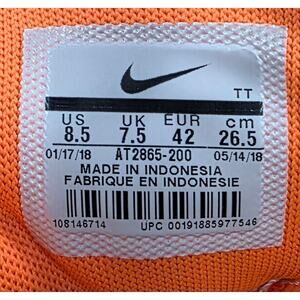 TT
US UK EUR cm
8.5 7.5 42 26.5
01/17/18 AT2865-200 05/14/18
MADE IN INDONESIA
FABRIQUE EN INDONESIE
108146714 UPC 00191885977546